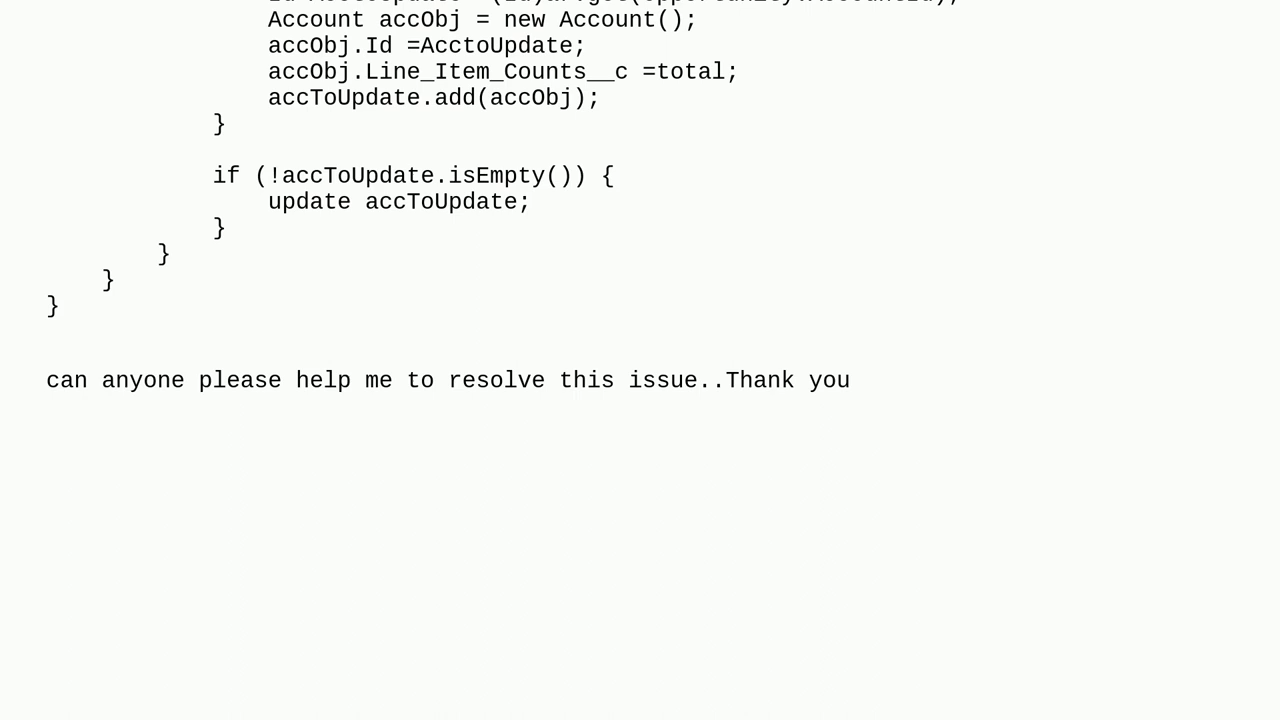 Account accObj = new Account();
accObj.Id =AcctoUpdate;
accObj.Line_Item_Counts__c =total;
accToUpdate.add(accObj);
}
if (!accToUpdate.isEmpty()) {
update accToUpdate;
}
}
}
}
can anyone please help me to resolve this issue..Thank you